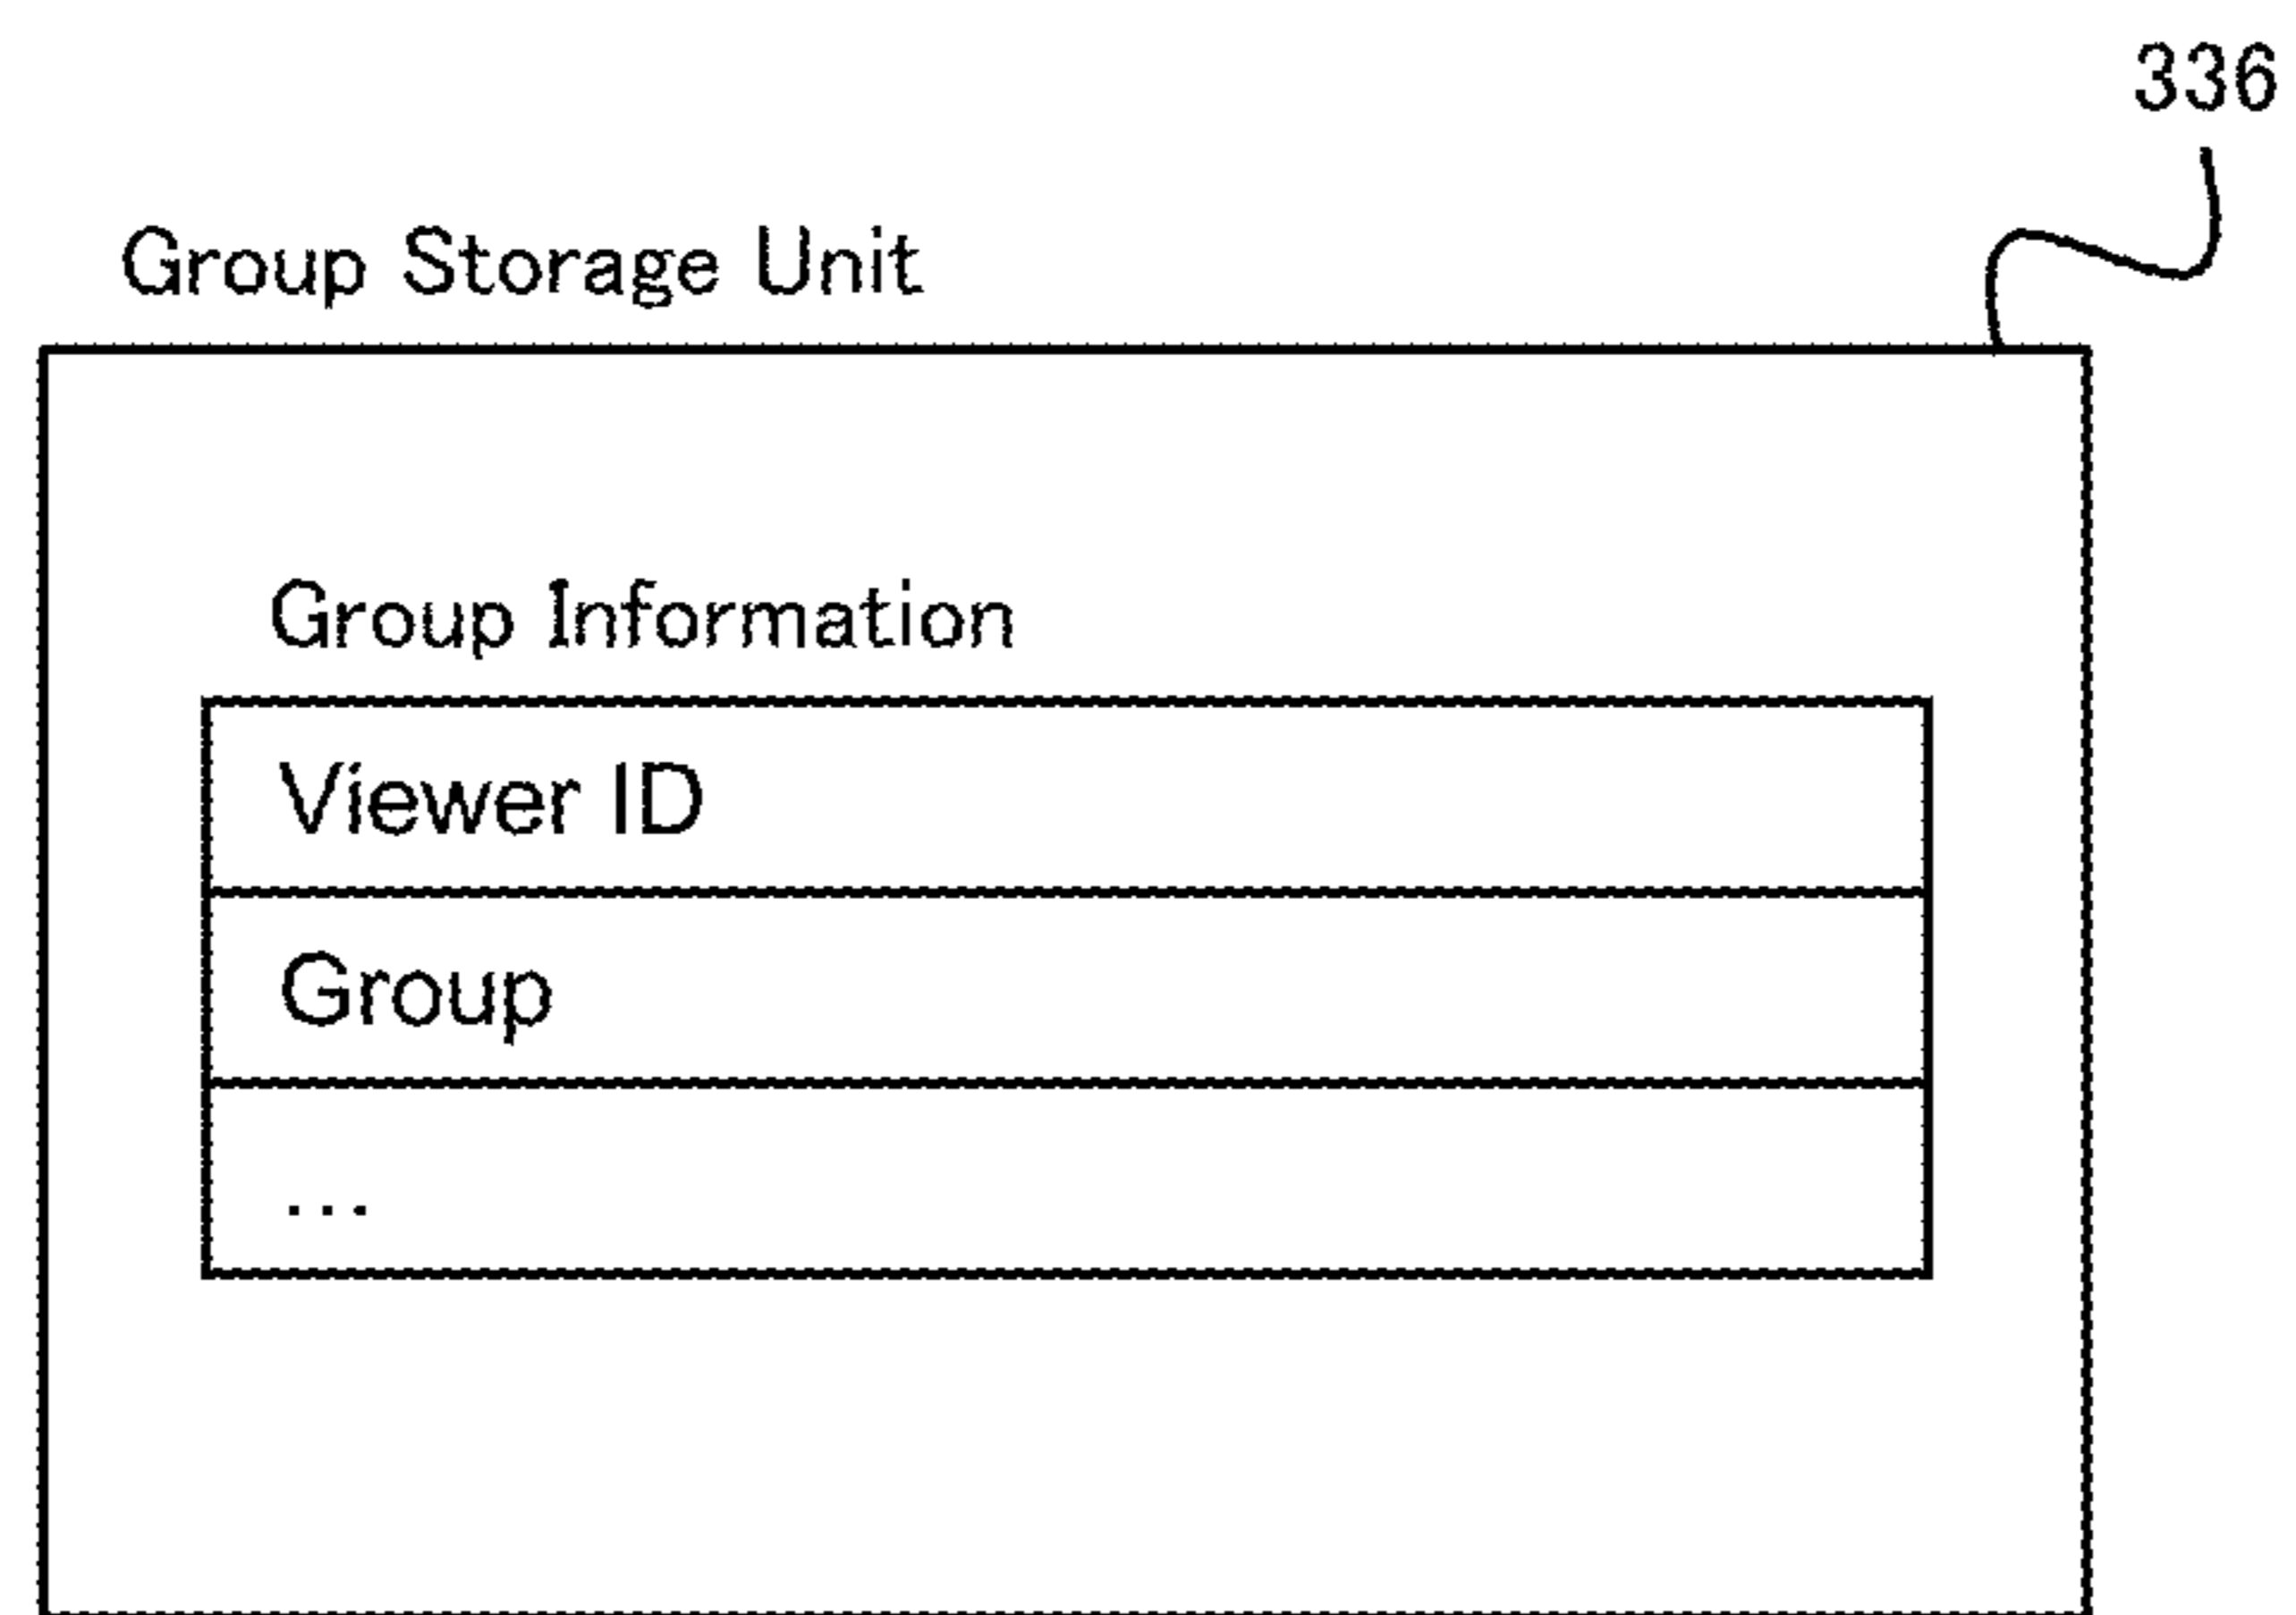 336
Group Storage Unit
Group Information
Viewer ID
Group
...